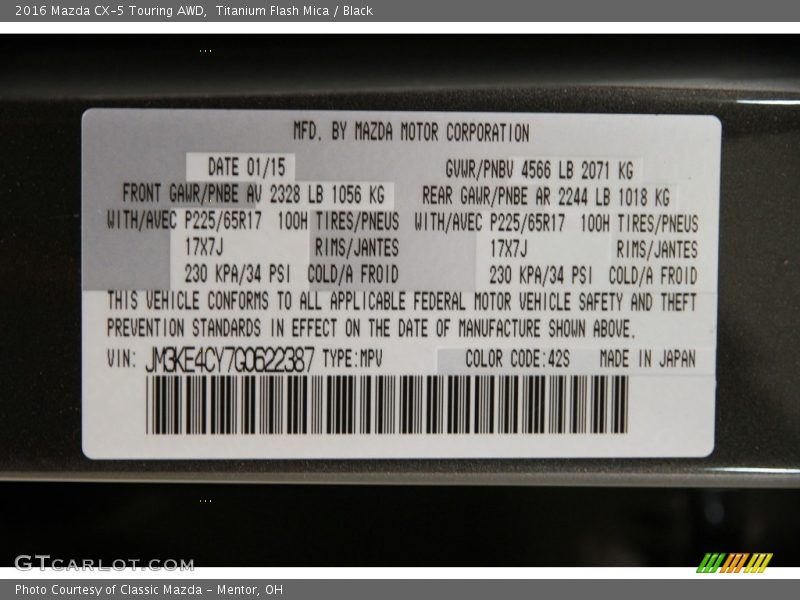 2016 Mazda CX-5 Touring AWD, Titanium Flash Mica / Black
MFD. BY MAZDA MOTOR CORPORATION
DATE 01/15 GVWR/PNBV 4566 LB 2071 KG
FRONT GAWR/PNBE AV 2328 LB 1056 KG REAR GAWR/PNBE AR 2244 LB 1018 KG
WITH/AVEC P225/65R17 100H TIRES/PNEUS WITH/AVEC P225/65R17 100H TIRES/PNEUS
17X7J RIMS/JANTES 17X7J RIMS/JANTES
230 KPA/34 PSI COLD/A FROID 230 KPA/34 PSI COLD/A FROID
THIS VEHICLE CONFORMS TO ALL APPLICABLE FEDERAL MOTOR VEHICLE SAFETY AND THEFT
PREVENTION STANDARDS IN EFFECT ON THE DATE OF MANUFACTURE SHOWN ABOVE.
VIN: JM3KE4CY7G0622387 TYPE:MPV COLOR CODE:42S MADE IN JAPAN
GTCARLOT.COM
Photo Courtesy of Classic Mazda - Mentor, OH